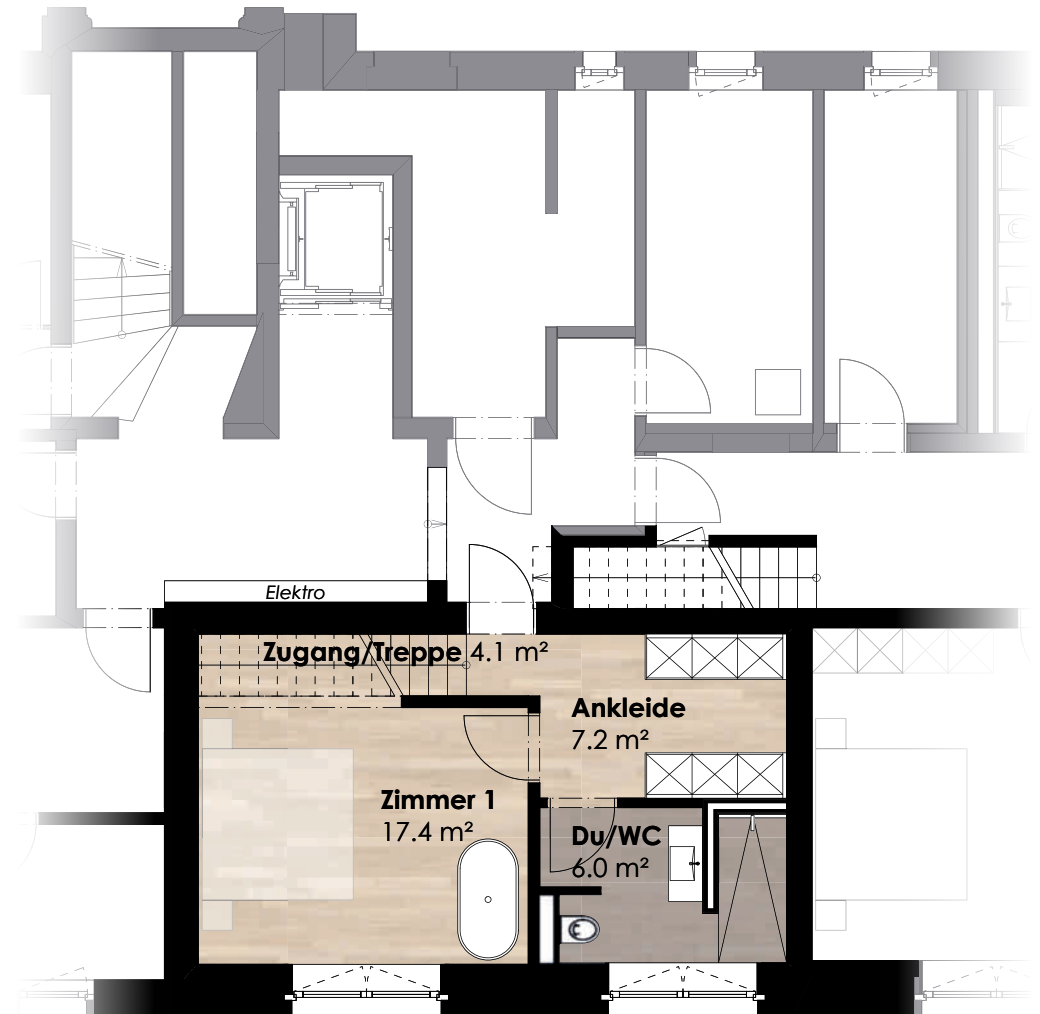 Elektro
Zugang/Treppe 4.1 m²
Ankleide
7.2 m²
Zimmer 1
17.4 m²
Du/WC
6.0 m²